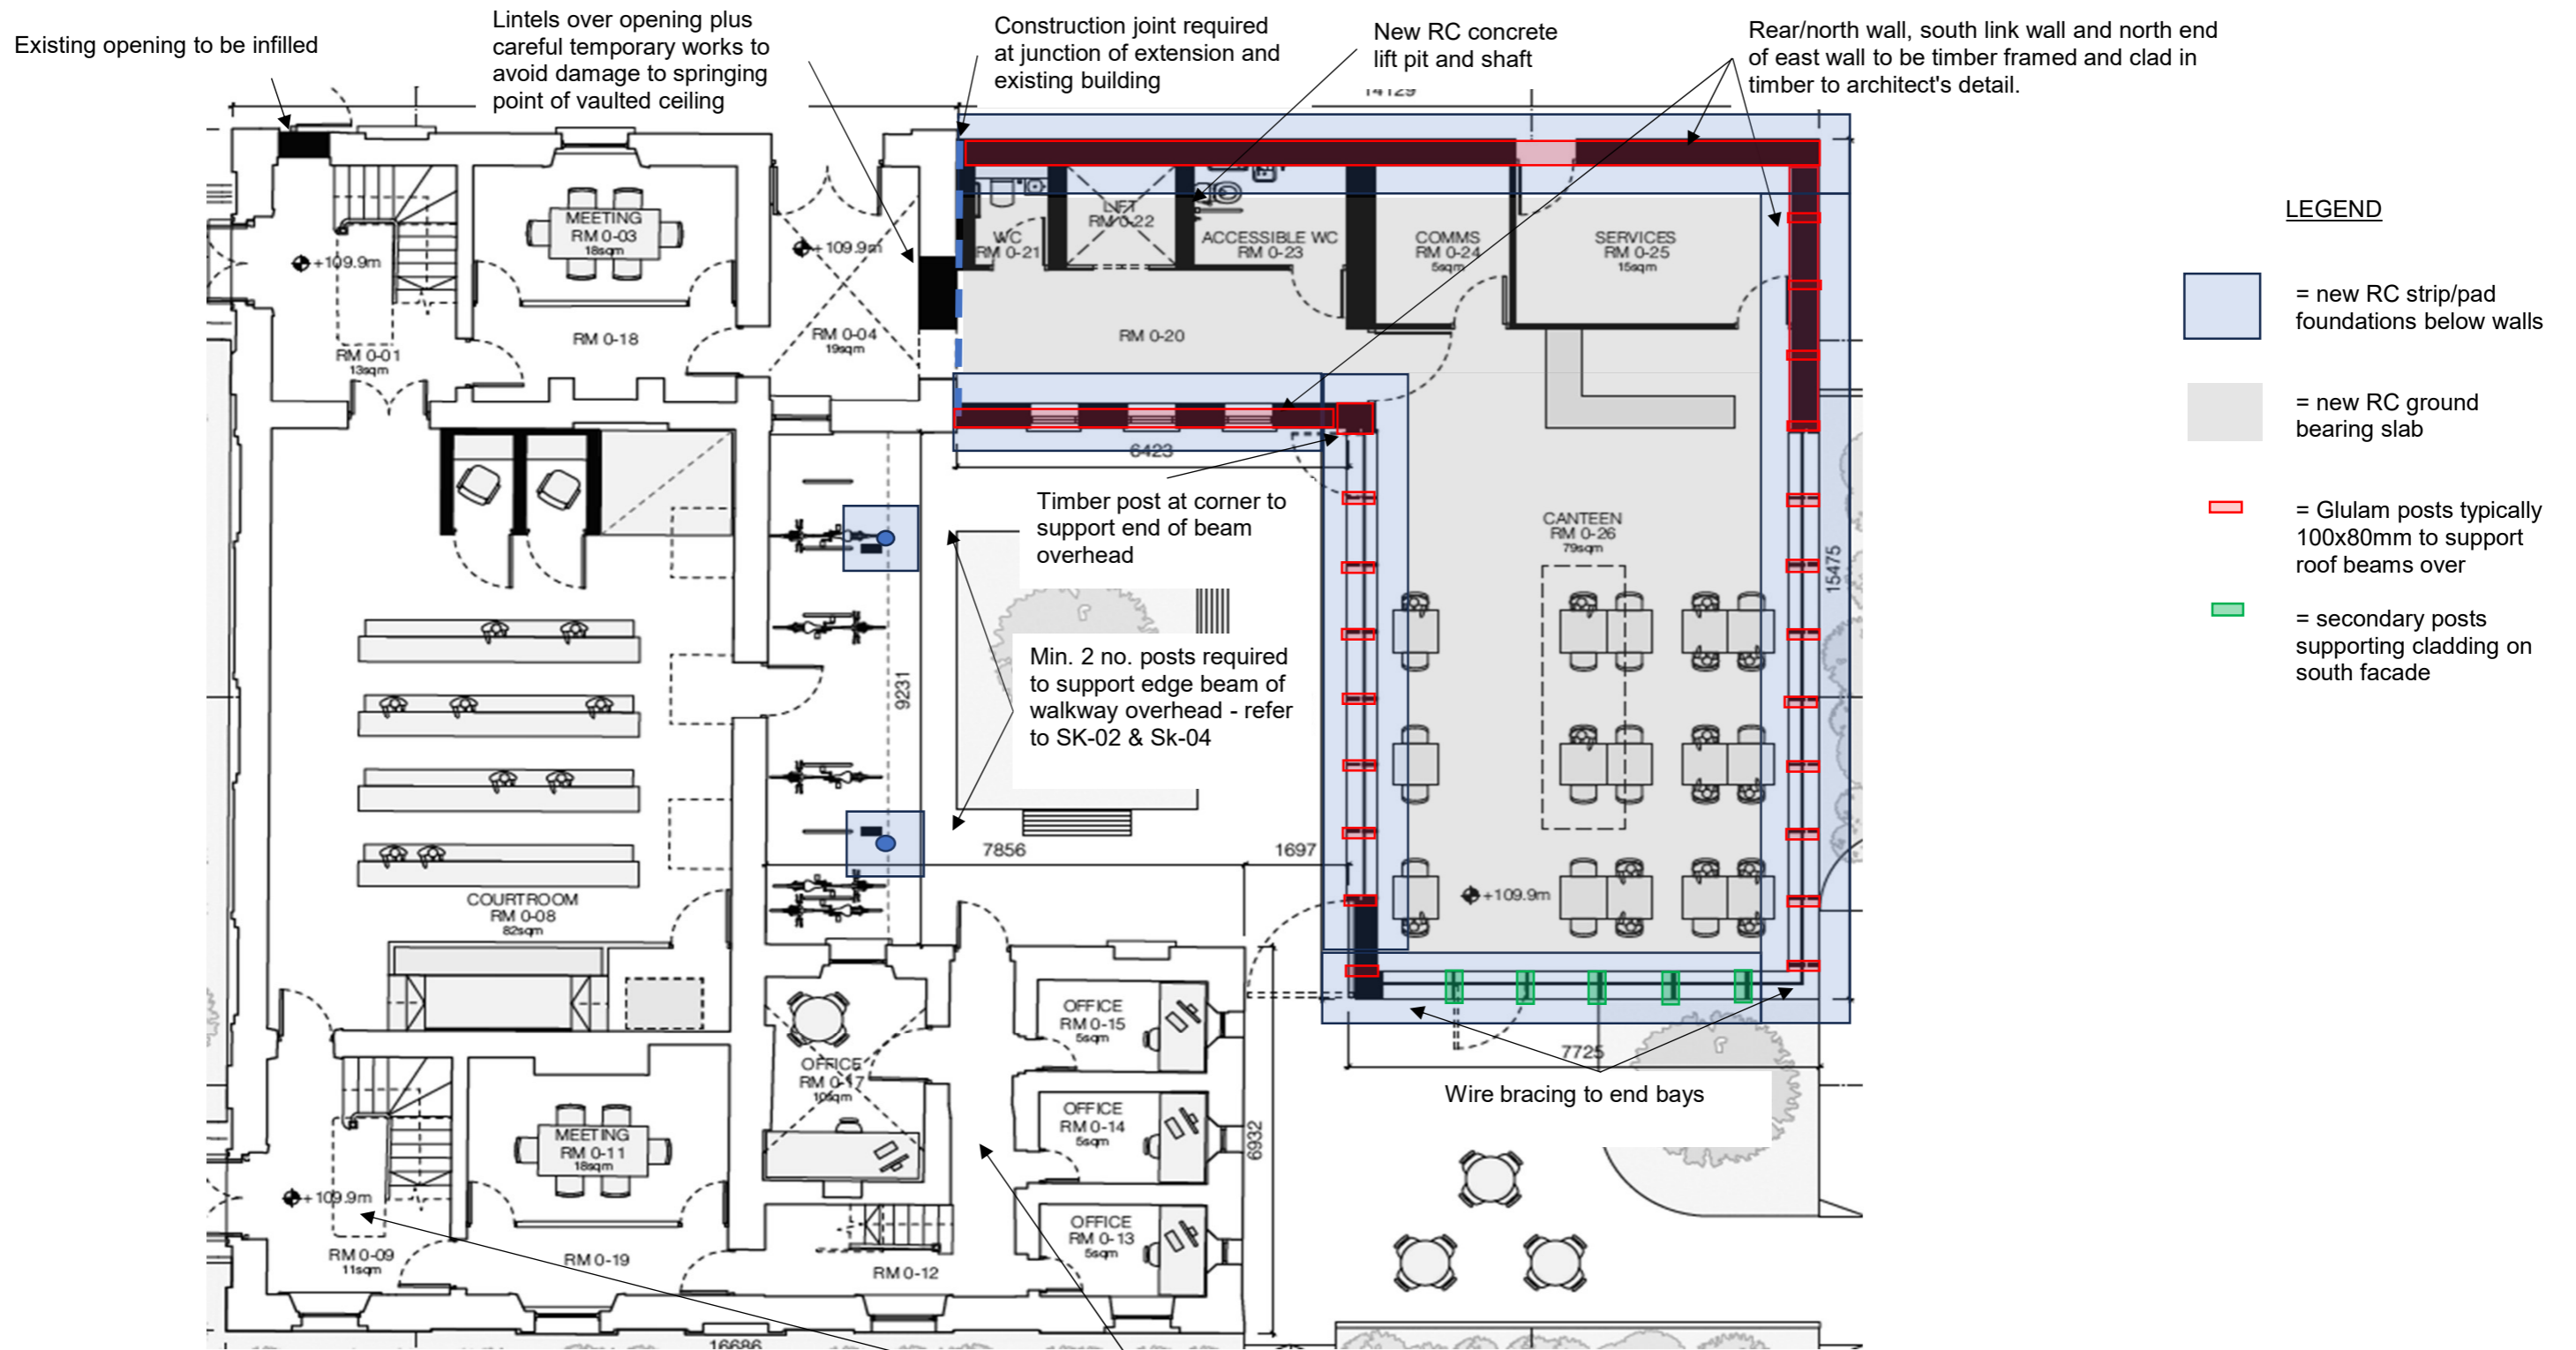 Existing opening to be infilled
Lintels over opening plus
careful temporary works to
avoid damage to springing
point of vaulted ceiling
Construction joint required
at junction of extension and
existing building
New RC concrete
lift pit and shaft
Rear/north wall, south link wall and north end
of east wall to be timber framed and clad in
timber to architect's detail.
14129
LEGEND
= new RC strip/pad
foundations below walls
= new RC ground
bearing slab
= Glulam posts typically
100x80mm to support
roof beams over
= secondary posts
supporting cladding on
south facade
MEETING
RM 0-03
18sqm
+109.9m
RM 0-18
RM 0-01
13sqm
+109.9m
RM 0-04
19sqm
WC
RM 0-21
LIFT
RM 0-22
ACCESSIBLE WC
RM 0-23
COMMS
RM 0-24
5sqm
SERVICES
RM 0-25
15sqm
RM 0-20
6423
Timber post at corner to
support end of beam
overhead
Min. 2 no. posts required
to support edge beam of
walkway overhead - refer
to SK-02 & Sk-04
CANTEEN
RM 0-26
79sqm
15475
9231
7856
1697
+109.9m
COURTROOM
RM 0-08
82sqm
OFFICE
RM 0-17
10sqm
OFFICE
RM 0-15
5sqm
OFFICE
RM 0-14
5sqm
OFFICE
RM 0-13
5sqm
6932
7725
Wire bracing to end bays
MEETING
RM 0-11
18sqm
+109.9m
RM 0-09
11sqm
RM 0-19
RM 0-12
16686